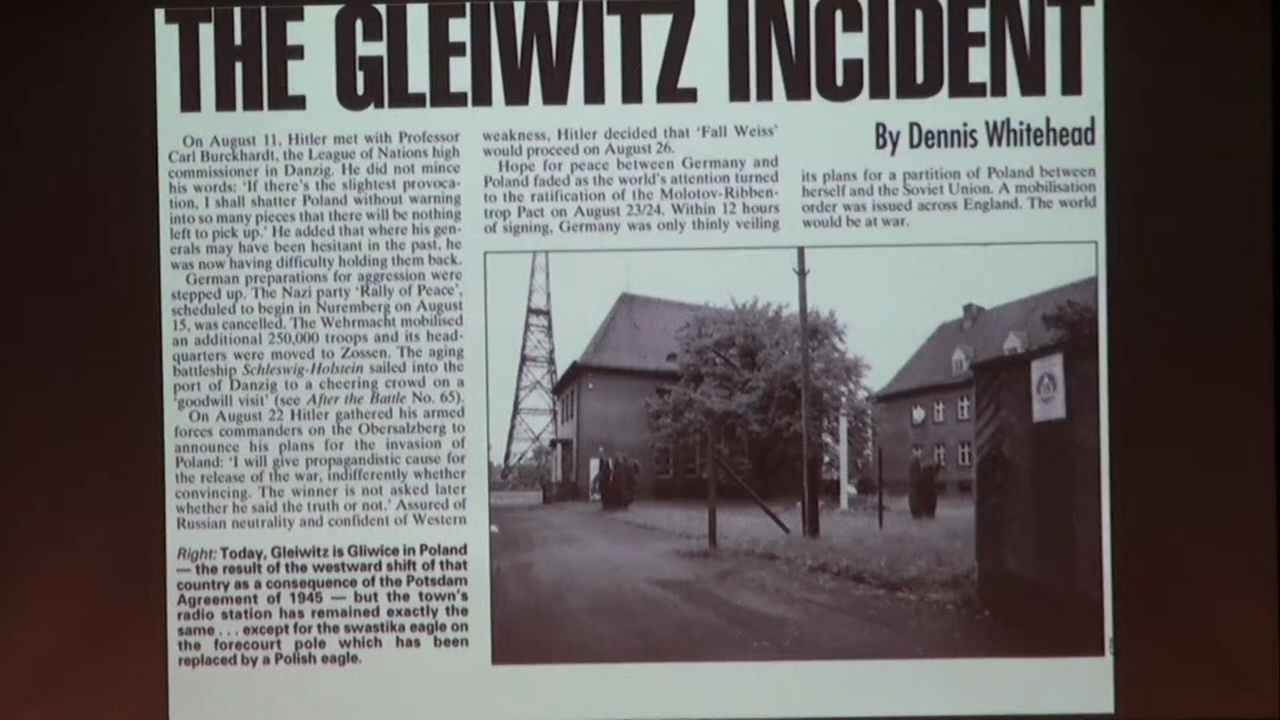 THE GLEIWITZ INCIDENT
By Dennis Whitehead
On August 11, Hitler met with Professor
Carl Burckhardt, the League of Nations high
commissioner in Danzig. He did not mince
his words: 'If there's the slightest provoca-
tion, I shall shatter Poland without warning
into so many pieces that there will be nothing
left to pick up.' He added that where his gen-
erals may have been hesitant in the past, he
was now having difficulty holding them back.
German preparations for aggression were
stepped up. The Nazi party 'Rally of Peace',
scheduled to begin in Nuremberg on August
15, was cancelled. The Wehrmacht mobilised
an additional 250,000 troops and its head-
quarters were moved to Zossen. The aging
battleship Schleswig-Holstein sailed into the
port of Danzig to a cheering crowd on a
'goodwill visit' (see After the Battle No. 65).
On August 22 Hitler gathered his armed
forces commanders on the Obersalzberg to
announce his plans for the invasion of
Poland: 'I will give propagandistic cause for
the release of the war, indifferently whether
convincing. The winner is not asked later
whether he said the truth or not.' Assured of
Russian neutrality and confident of Western
weakness, Hitler decided that 'Fall Weiss'
would proceed on August 26.
Hope for peace between Germany and
Poland faded as the world's attention turned
to the ratification of the Molotov-Ribben-
trop Pact on August 23/24. Within 12 hours
of signing, Germany was only thinly veiling
its plans for a partition of Poland between
herself and the Soviet Union. A mobilisation
order was issued across England. The world
would be at war.
Right: Today, Gleiwitz is Gliwice in Poland
— the result of the westward shift of that
country as a consequence of the Potsdam
Agreement of 1945 — but the town's
radio station has remained exactly the
same . . . except for the swastika eagle on
the forecourt pole which has been
replaced by a Polish eagle.